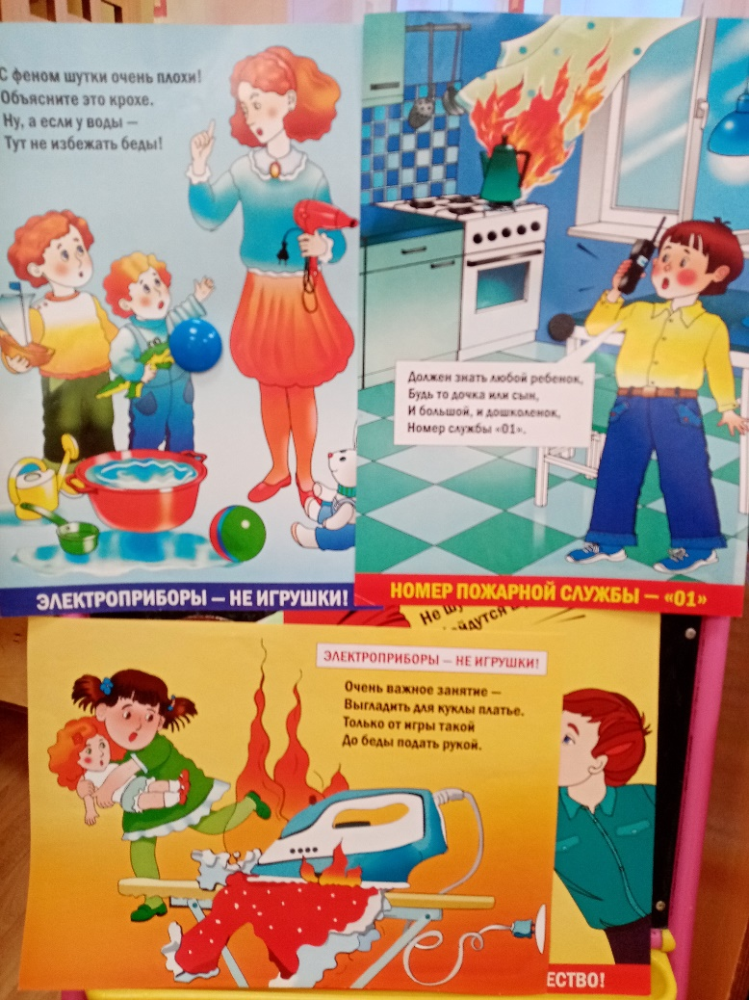 С феном шутки очень плохи!
Объясните это крохе.
Ну, а если у воды —
Тут не избежать беды!
ЭЛЕКТРОПРИБОРЫ — НЕ ИГРУШКИ!
Должен знать любой ребенок,
Будь то дочка или сын,
И большой, и дошколенок,
Номер службы «01».
НОМЕР ПОЖАРНОЙ СЛУЖБЫ — «01»
Не
ЭЛЕКТРОПРИБОРЫ — НЕ ИГРУШКИ!
Очень важное занятие —
Выгладить для куклы платье.
Только от игры такой
До беды подать рукой.
ЕСТВО!